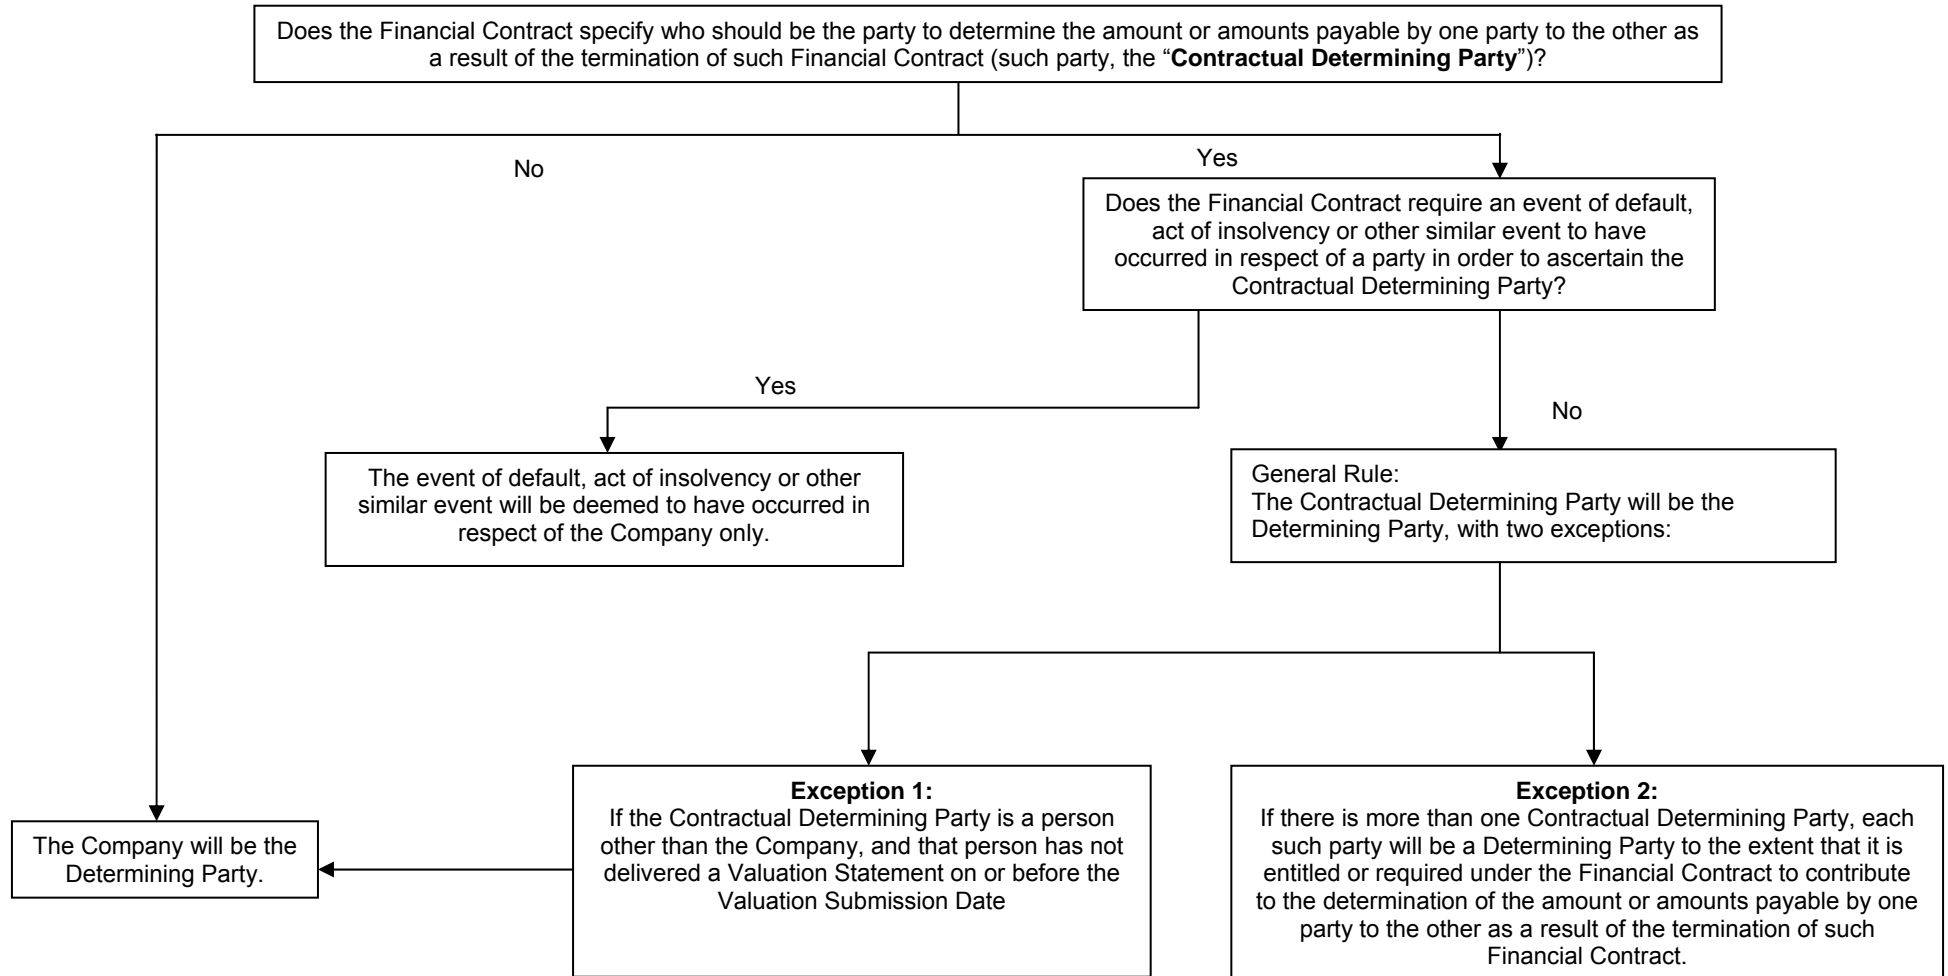 Does the Financial Contract specify who should be the party to determine the amount or amounts payable by one party to the other as
a result of the termination of such Financial Contract (such party, the “Contractual Determining Party”)?
No
Yes
Does the Financial Contract require an event of default,
act of insolvency or other similar event to have
occurred in respect of a party in order to ascertain the
Contractual Determining Party?
Yes
No
The event of default, act of insolvency or other
similar event will be deemed to have occurred in
respect of the Company only.
General Rule:
The Contractual Determining Party will be the
Determining Party, with two exceptions:
The Company will be the
Determining Party.
Exception 1:
If the Contractual Determining Party is a person
other than the Company, and that person has not
delivered a Valuation Statement on or before the
Valuation Submission Date
Exception 2:
If there is more than one Contractual Determining Party, each
such party will be a Determining Party to the extent that it is
entitled or required under the Financial Contract to contribute
to the determination of the amount or amounts payable by one
party to the other as a result of the termination of such
Financial Contract.